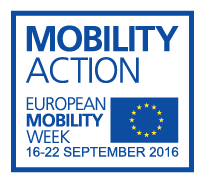 MOBILITY
ACTION
EUROPEAN
MOBILITY
WEEK
16-22 SEPTEMBER 2016